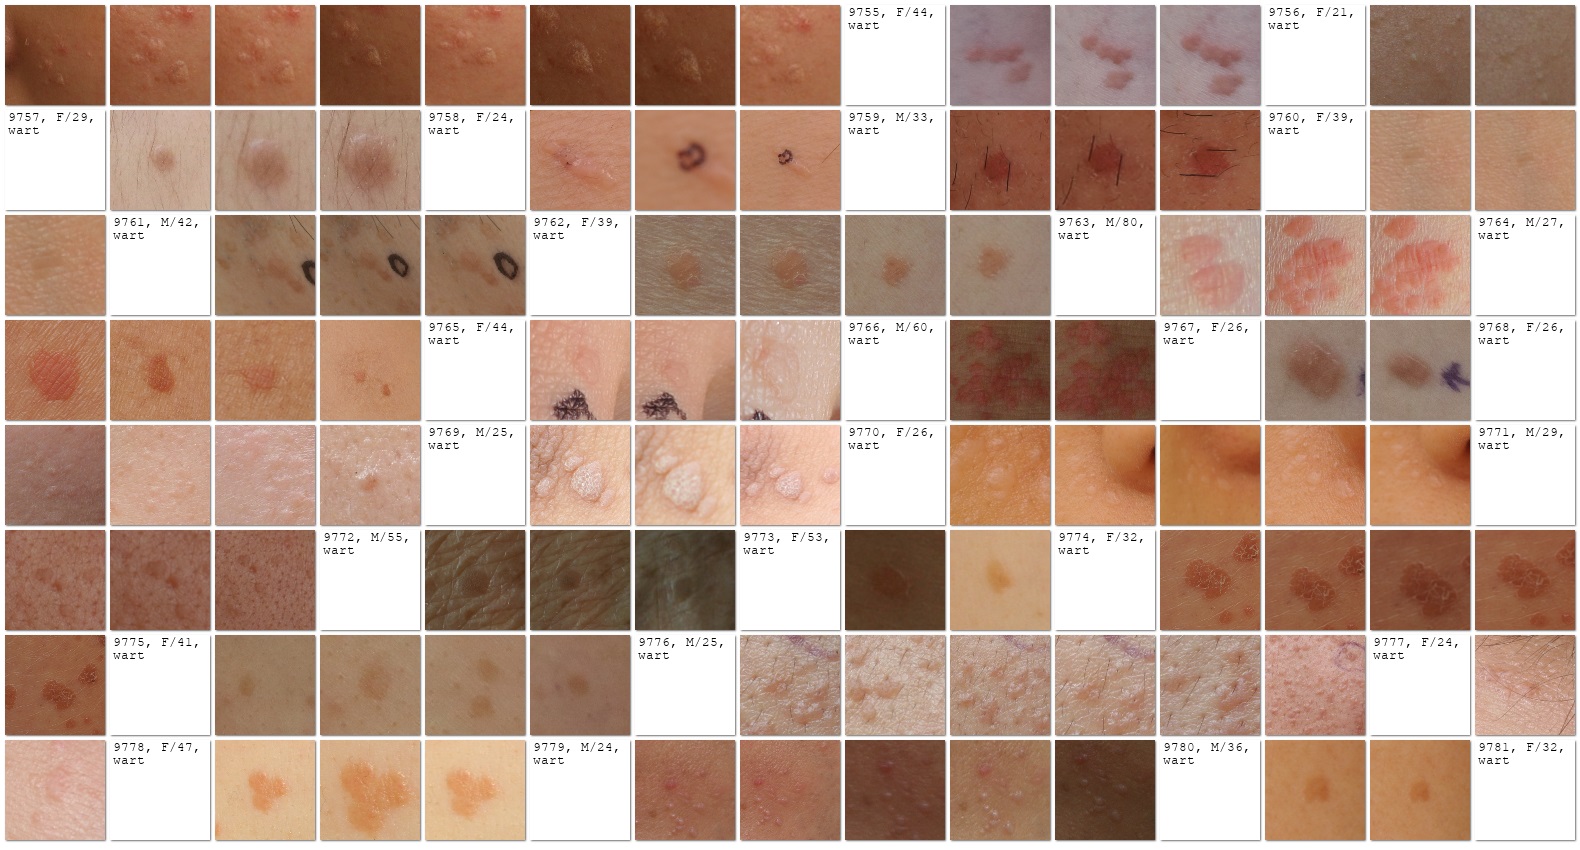 9755, F/44,
wart
9756, F/21,
wart
9757, F/29,
wart
9758, F/24,
wart
9759, M/33,
wart
9760, F/39,
wart
9761, M/42,
wart
9762, F/39,
wart
9763, M/80,
wart
9764, M/27,
wart
9765, F/44,
wart
9766, M/60,
wart
9767, F/26,
wart
9768, F/26,
wart
9769, M/25,
wart
9770, F/26,
wart
9771, M/29,
wart
9772, M/55,
wart
9773, F/53,
wart
9774, F/32,
wart
9775, F/41,
wart
9776, M/25,
wart
9777, F/24,
wart
9778, F/47,
wart
9779, M/24,
wart
9780, M/36,
wart
9781, F/32,
wart